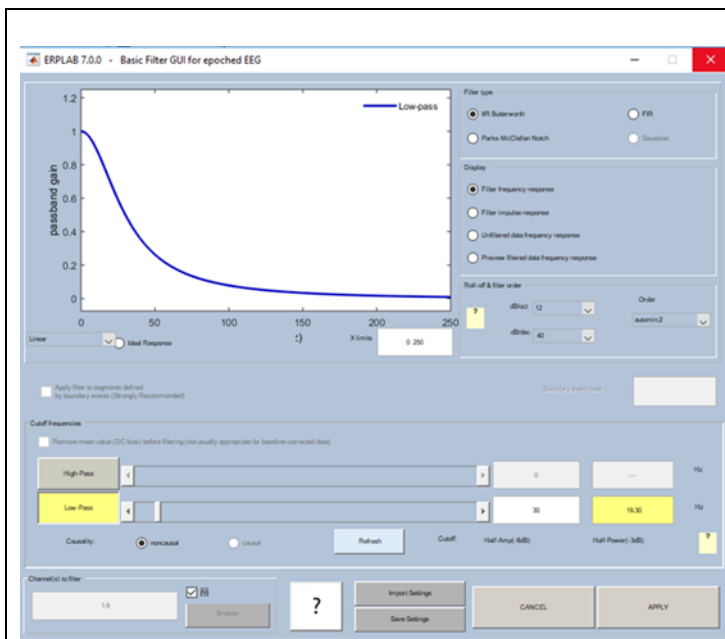 ERPLAB 7.0.0 - Basic Filter GUI for epoched EEG
1.2
1
0.8
0.6
0.4
0.2
0
passband gain
Low-pass
0 50 100 150 200 250
:)
Linear
Ideal Response
X limits
0 250
Filter type
IIR Butterworth
FIR
Parks-McClellan Notch
Gaussian
Display
Filter frequency response
Filter impulse response
Unfiltered data frequency response
Preview filtered data frequency response
Roll-off & filter order
?
dB/oct 12
Order
dB/dec 40
Apply filter to segments defined
by boundary events (Strongly Recommended)
Boundary event code
Cutoff frequencies
Remove mean value (DC bias) before filtering (not usually appropriate for baseline corrected data)
High-Pass 0 --- Hz
Low-Pass 30 19.30 Hz
Causality: noncausal causal Refresh Cutoff: Half-Amp(-6dB) Half-Power(-3dB) ?
Channel(s) to filter
1:9
All
Browse
?
Import Settings
Save Settings
CANCEL
APPLY